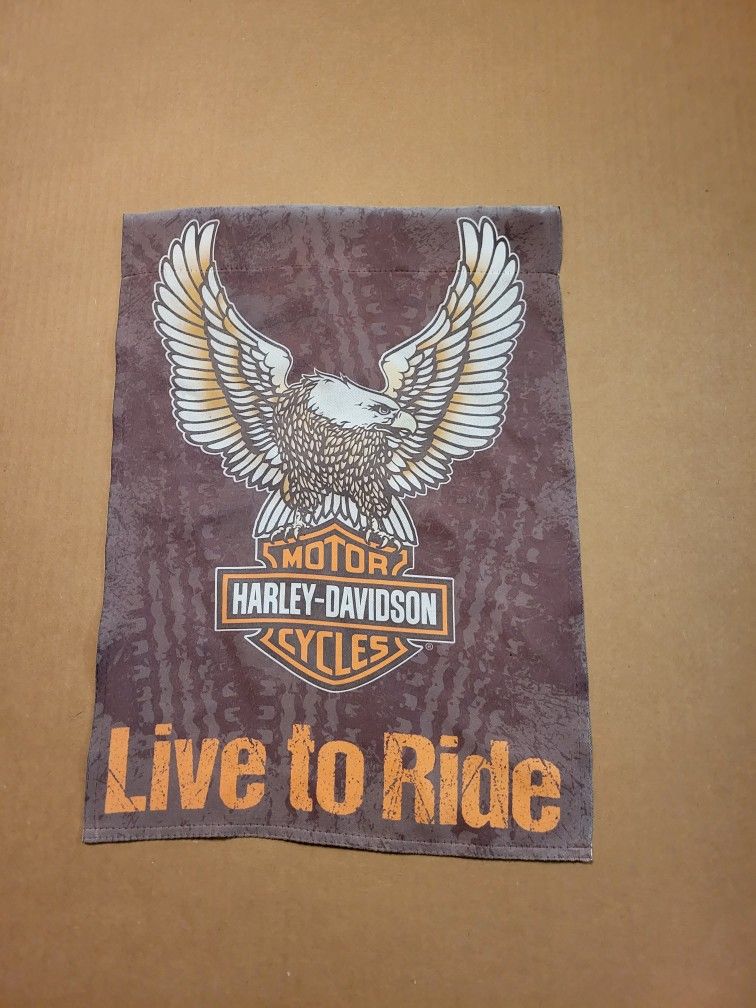 MOTOR
HARLEY-DAVIDSON
CYCLES
®
Live to Ride